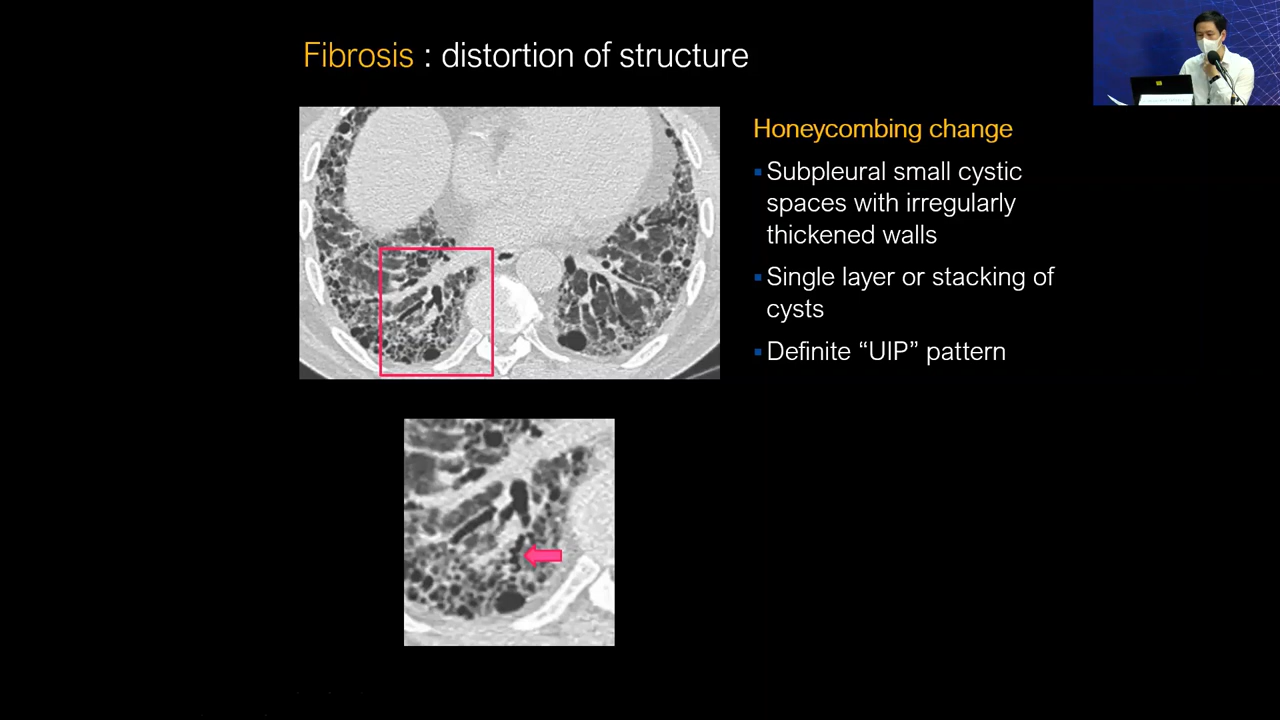 Fibrosis : distortion of structure
Honeycombing change
▪Subpleural small cystic
spaces with irregularly
thickened walls
▪Single layer or stacking of
cysts
▪Definite “UIP” pattern